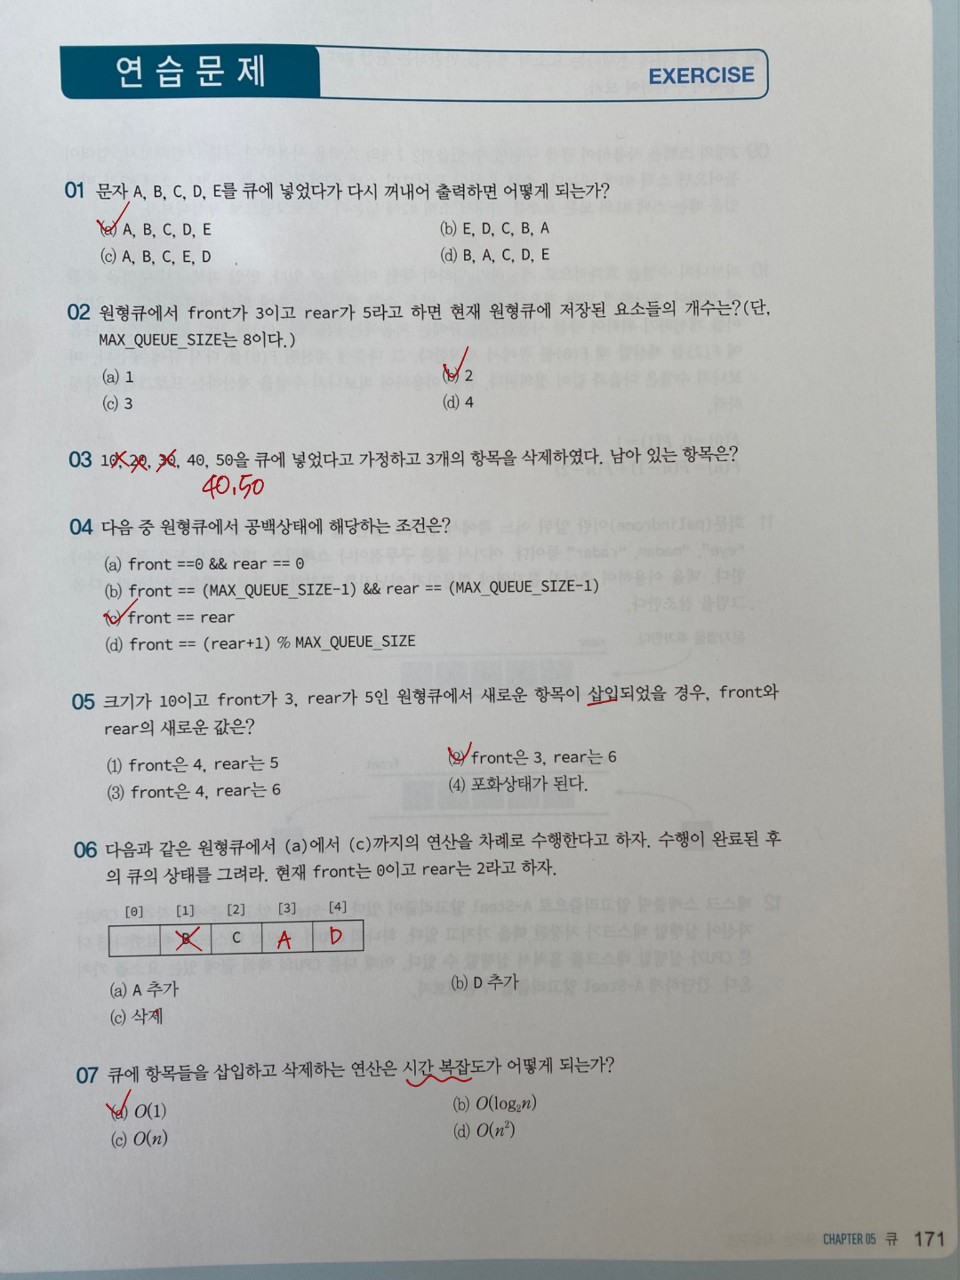 연습문제
EXERCISE
01 문자 A, B, C, D, E를 큐에 넣었다가 다시 꺼내어 출력하면 어떻게 되는가?
(a) A, B, C, D, E (b) E, D, C, B, A
(c) A, B, C, E, D (d) B, A, C, D, E
02 원형큐에서 front가 3이고 rear가 5라고 하면 현재 원형큐에 저장된 요소들의 개수는?(단,
MAX_QUEUE_SIZE는 8이다.)
(a) 1 (b) 2
(c) 3 (d) 4
03 10, 20, 30, 40, 50을 큐에 넣었다고 가정하고 3개의 항목을 삭제하였다. 남아 있는 항목은?
40, 50
04 다음 중 원형큐에서 공백상태에 해당하는 조건은?
(a) front ==0 && rear == 0
(b) front == (MAX_QUEUE_SIZE-1) && rear == (MAX_QUEUE_SIZE-1)
(c) front == rear
(d) front == (rear+1) % MAX_QUEUE_SIZE
05 크기가 10이고 front가 3, rear가 5인 원형큐에서 새로운 항목이 삽입되었을 경우, front와
rear의 새로운 값은?
(1) front은 4, rear는 5 (2) front은 3, rear는 6
(3) front은 4, rear는 6 (4) 포화상태가 된다.
06 다음과 같은 원형큐에서 (a)에서 (c)까지의 연산을 차례로 수행한다고 하자. 수행이 완료된 후
의 큐의 상태를 그려라. 현재 front는 0이고 rear는 2라고 하자.
[0] [1] [2] [3] [4]
B C A D
(a) A 추가 (b) D 추가
(c) 삭제
07 큐에 항목들을 삽입하고 삭제하는 연산은 시간 복잡도가 어떻게 되는가?
(a) O(1) (b) O(log₂n)
(c) O(n) (d) O(n²)
CHAPTER 05 큐 171